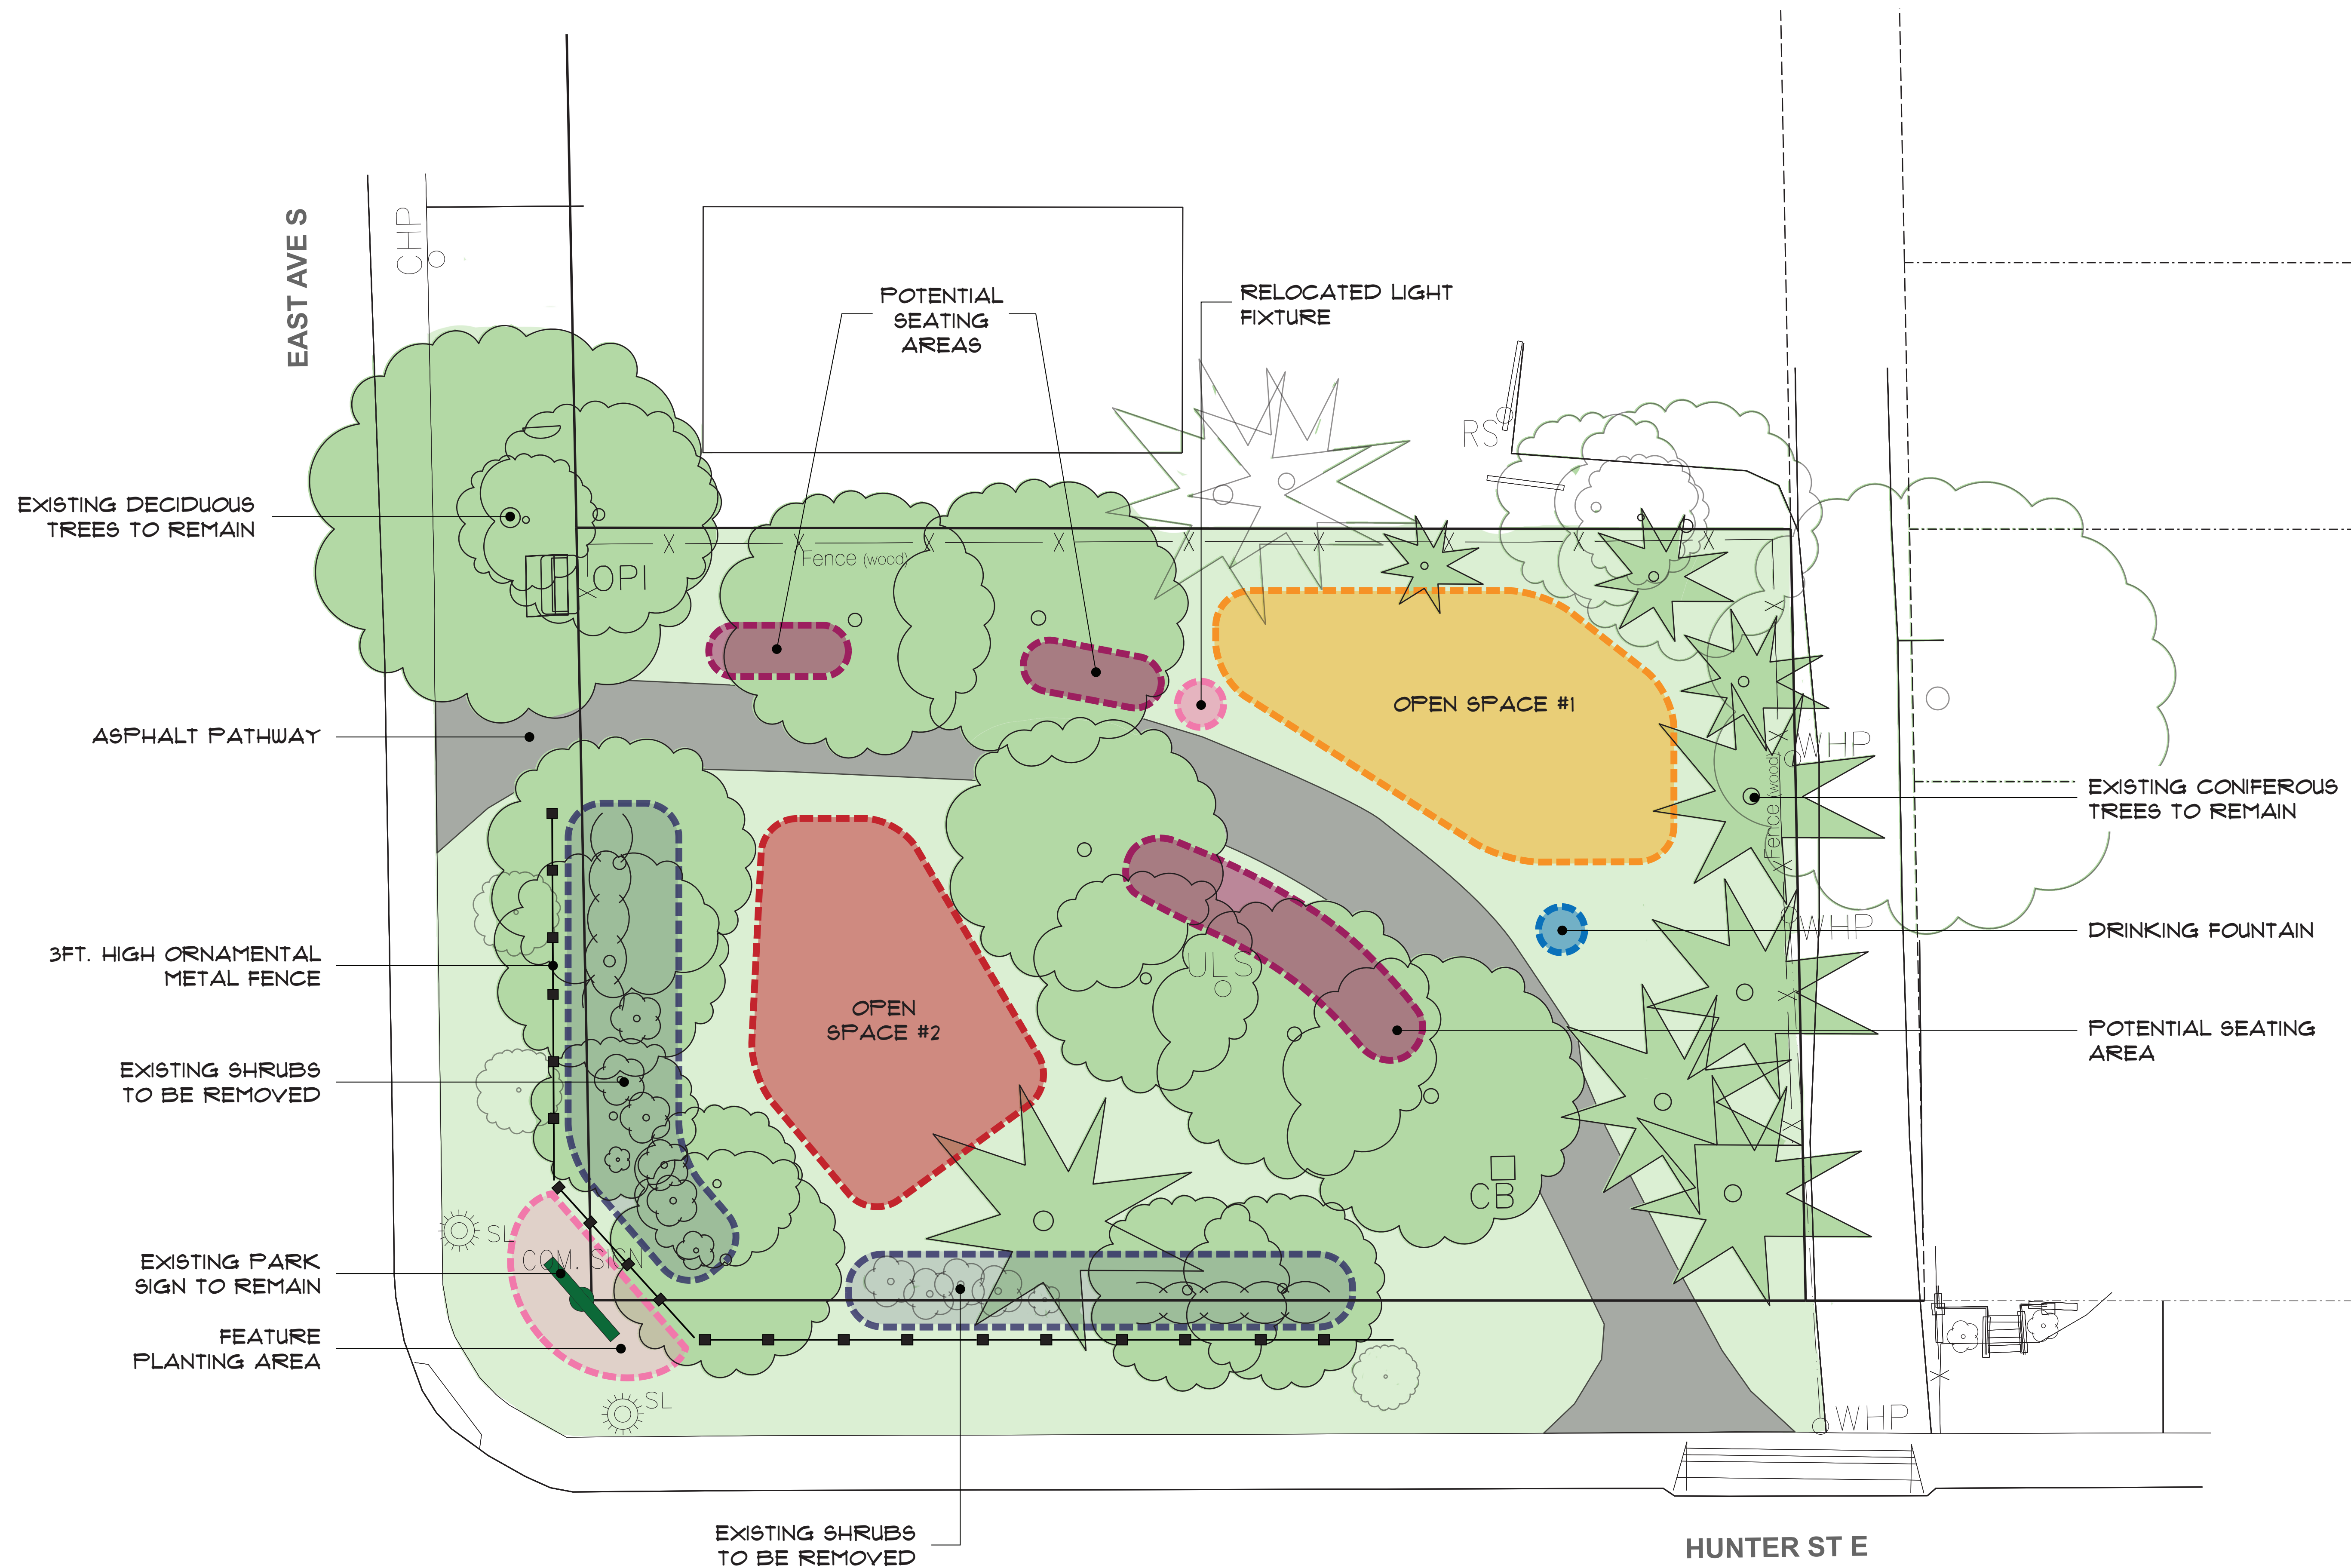 EAST AVE S
CHP
POTENTIAL
SEATING
AREAS
RELOCATED LIGHT
FIXTURE
RS
EXISTING DECIDUOUS
TREES TO REMAIN
Fence (wood)
OPI
OPEN SPACE #1
ASPHALT PATHWAY
WHP
Fence (wood)
EXISTING CONIFEROUS
TREES TO REMAIN
WHP
DRINKING FOUNTAIN
3FT. HIGH ORNAMENTAL
METAL FENCE
ULS
OPEN
SPACE #2
POTENTIAL SEATING
AREA
EXISTING SHRUBS
TO BE REMOVED
CB
SL
COM. SIGN
EXISTING PARK
SIGN TO REMAIN
FEATURE
PLANTING AREA
SL
WHP
EXISTING SHRUBS
TO BE REMOVED
HUNTER ST E